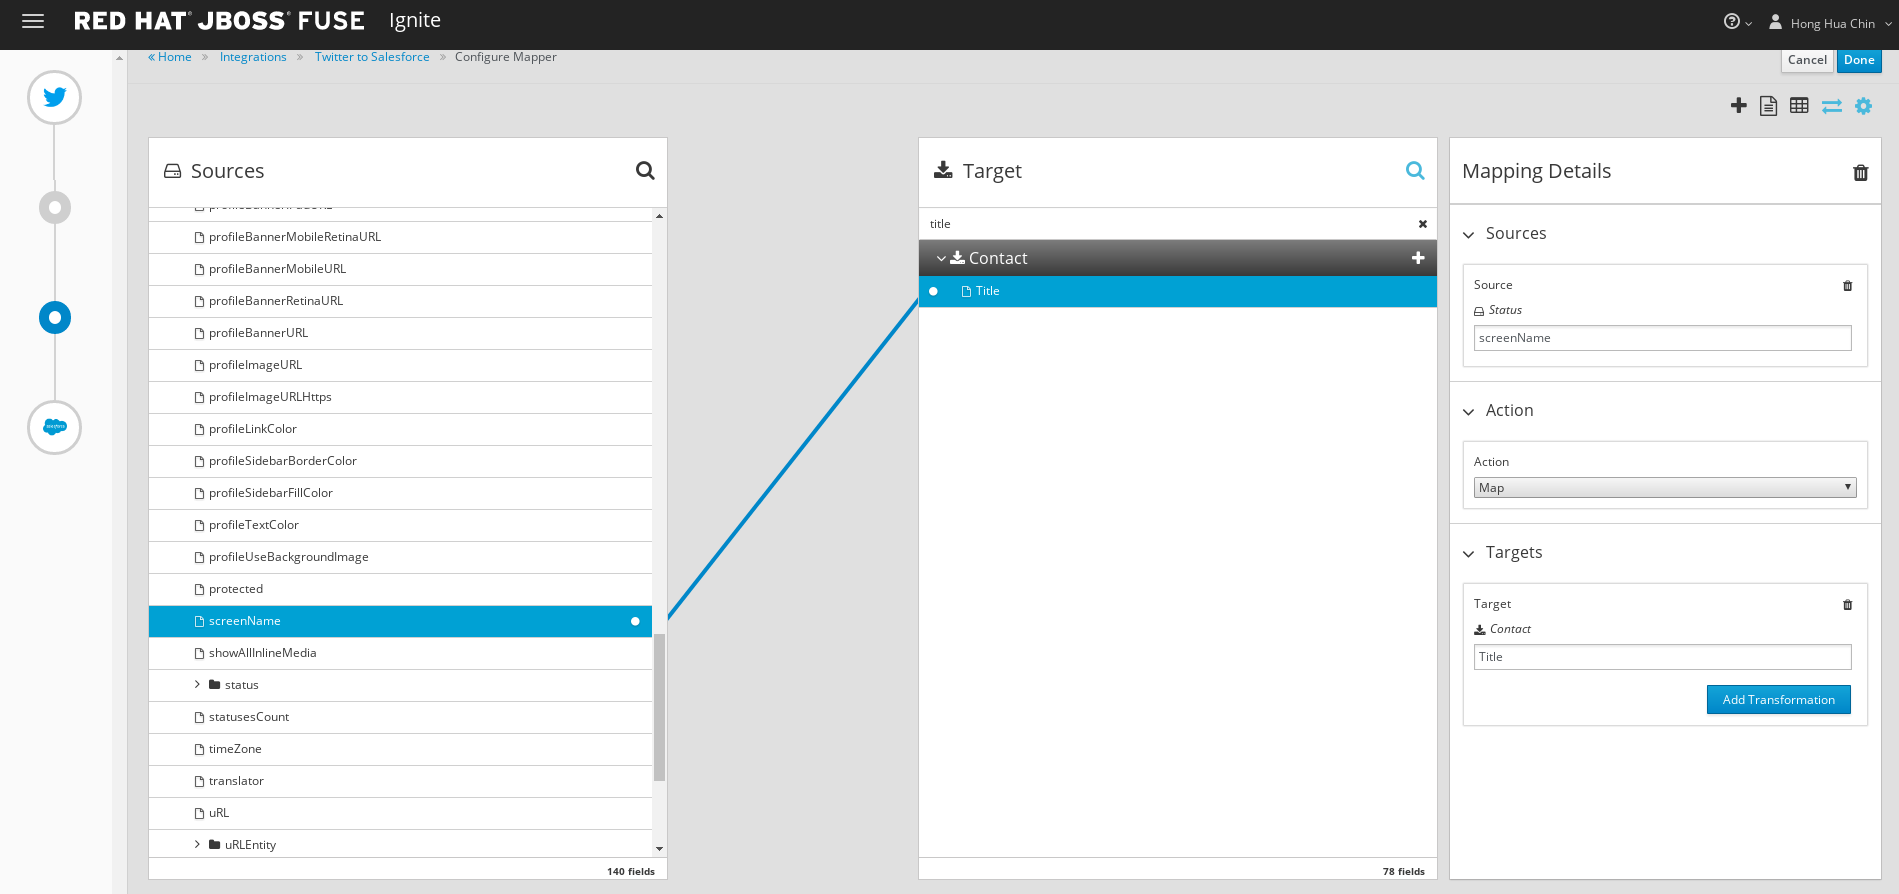 RED HAT JBOSS FUSE Ignite
Hong Hua Chin
« Home » Integrations » Twitter to Salesforce » Configure Mapper
Cancel Done
Sources
profileBannerMobileRetinaURL
profileBannerMobileURL
profileBannerRetinaURL
profileBannerURL
profileImageURL
profileImageURLHttps
profileLinkColor
profileSidebarBorderColor
profileSidebarFillColor
profileTextColor
profileUseBackgroundImage
protected
screenName
showAllInlineMedia
status
statusesCount
timeZone
translator
uRL
uRLEntity
140 fields
Target
title
Contact
Title
78 fields
Mapping Details
Sources
Source
Status
screenName
Action
Action
Map
Targets
Target
Contact
Title
Add Transformation